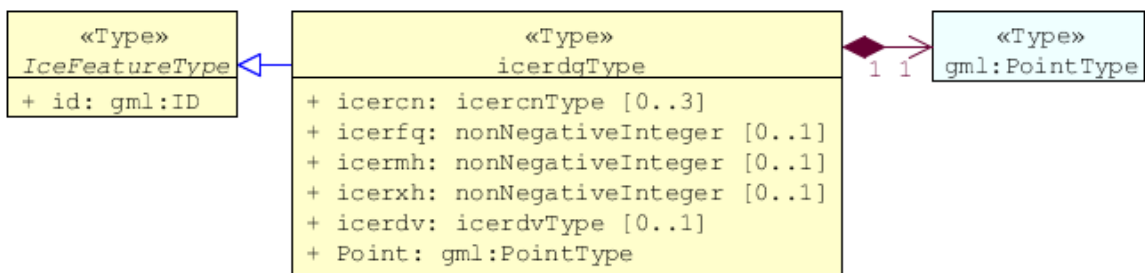 «Type»
IceFeatureType
+ id: gml:ID
«Type»
icerdgType
+ icercn: icercnType [0..3]
+ icerfq: nonNegativeInteger [0..1]
+ icermh: nonNegativeInteger [0..1]
+ icerxh: nonNegativeInteger [0..1]
+ icerdv: icerdvType [0..1]
+ Point: gml:PointType
1 1
«Type»
gml:PointType